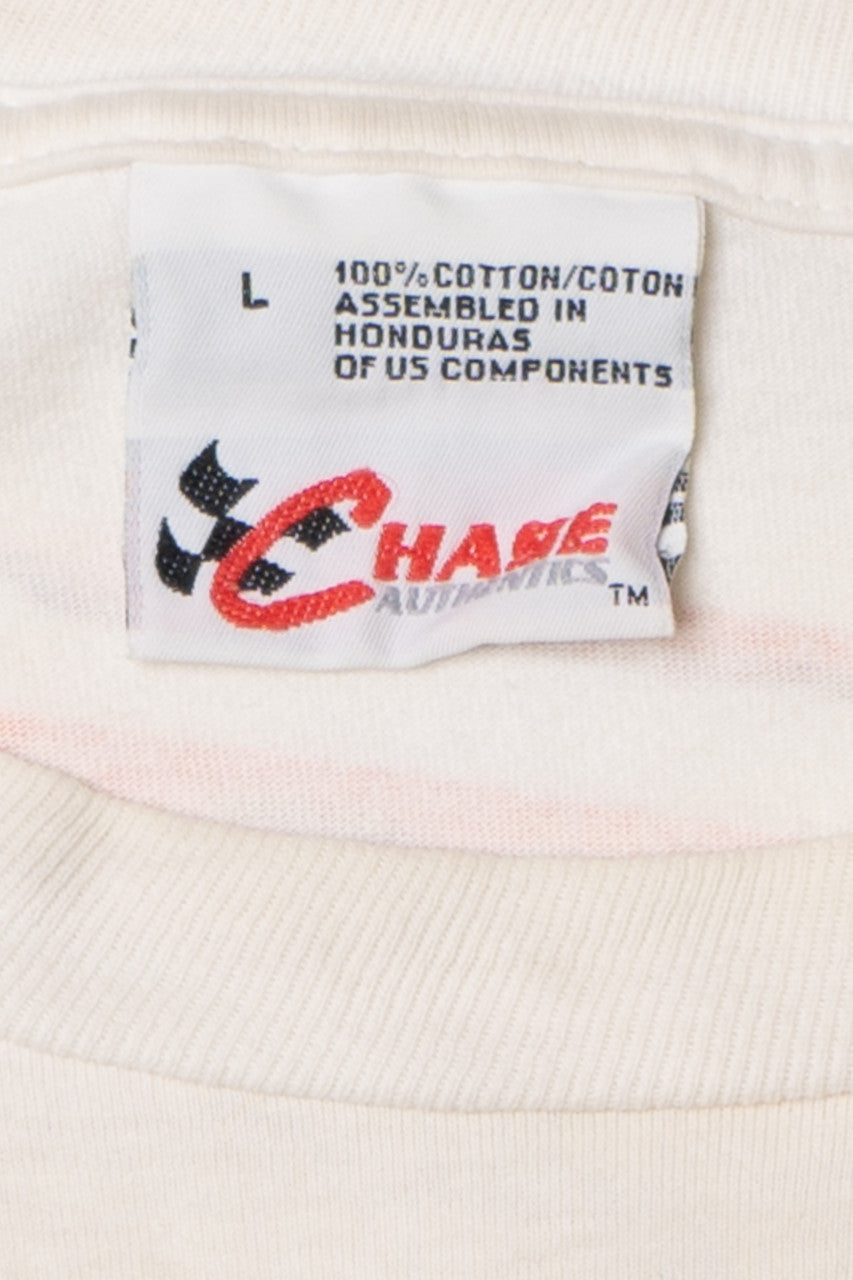 L
100% COTTON/COTON
ASSEMBLED IN
HONDURAS
OF US COMPONENTS
CHASE
AUTHENTICS TM